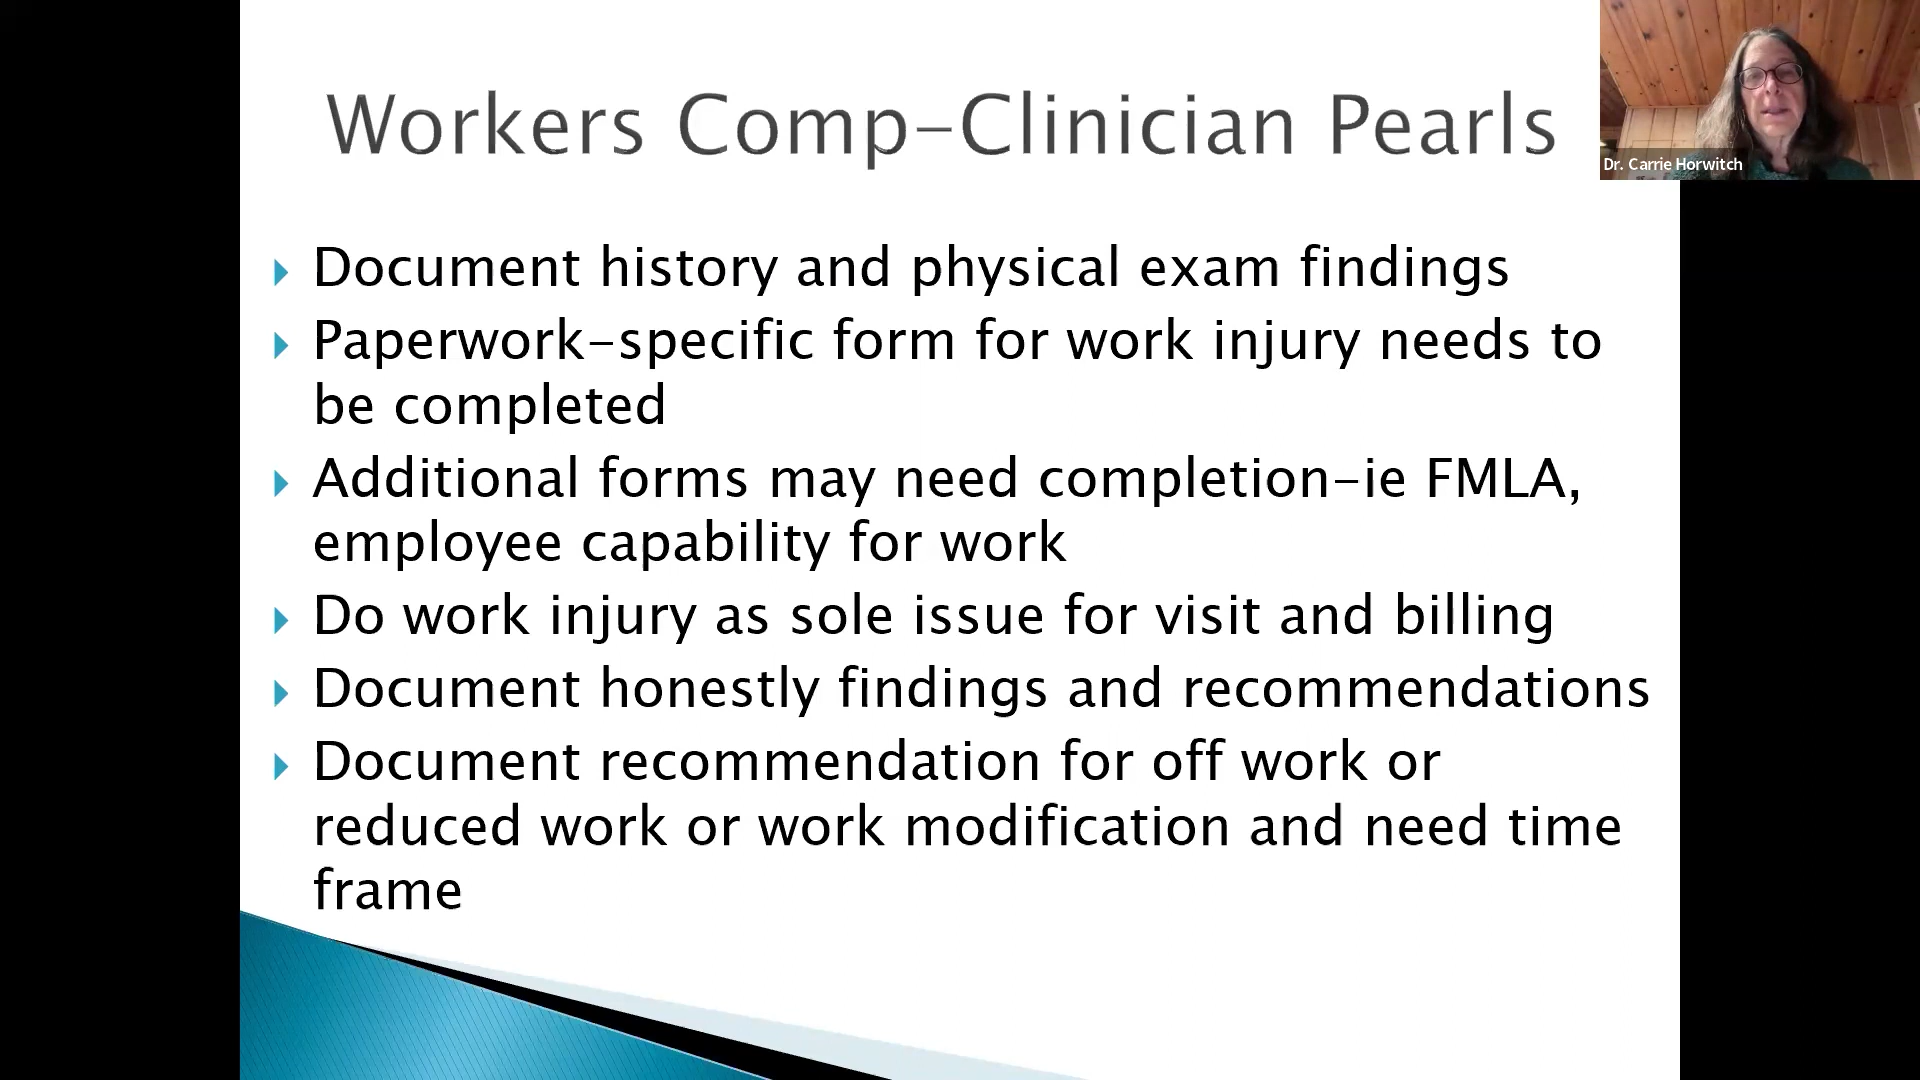 Workers Comp-Clinician Pearls
Dr. Carrie Horwitch
Document history and physical exam findings
Paperwork-specific form for work injury needs to
be completed
Additional forms may need completion-ie FMLA,
employee capability for work
Do work injury as sole issue for visit and billing
Document honestly findings and recommendations
Document recommendation for off work or
reduced work or work modification and need time
frame